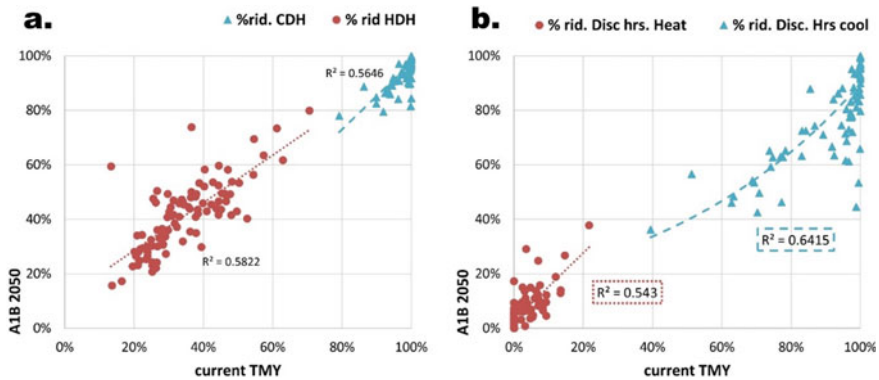 a.
%rid. CDH % rid HDH
100%
80%
60%
40%
20%
0%
A1B 2050
R² = 0.5646
R² = 0.5822
0% 20% 40% 60% 80% 100%
current TMY
b.
% rid. Disc hrs. Heat % rid. Disc. Hrs cool
100%
80%
60%
40%
20%
0%
A1B 2050
R² = 0.6415
R² = 0.543
0% 20% 40% 60% 80% 100%
current TMY